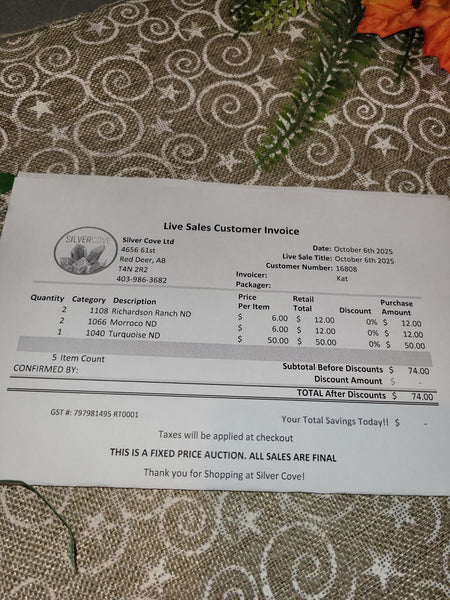 Live Sales Customer Invoice
SILVERCOVE
Silver Cove Ltd
4656 61st
Red Deer, AB
T4N 2R2
403-986-3682
Date: October 6th 2025
Live Sale Title: October 6th 2025
Customer Number: 16808
Invoicer: Kat
Packager:
Quantity Category Description Price Per Item Retail Total Discount Purchase Amount
2 1108 Richardson Ranch ND $ 6.00 $ 12.00 0% $ 12.00
2 1066 Morroco ND $ 6.00 $ 12.00 0% $ 12.00
1 1040 Turquoise ND $ 50.00 $ 50.00 0% $ 50.00
5 Item Count
Subtotal Before Discounts $ 74.00
CONFIRMED BY:
Discount Amount $ -
TOTAL After Discounts $ 74.00
GST #: 797981495 RT0001
Your Total Savings Today!! $ -
Taxes will be applied at checkout
THIS IS A FIXED PRICE AUCTION. ALL SALES ARE FINAL
Thank you for Shopping at Silver Cove!